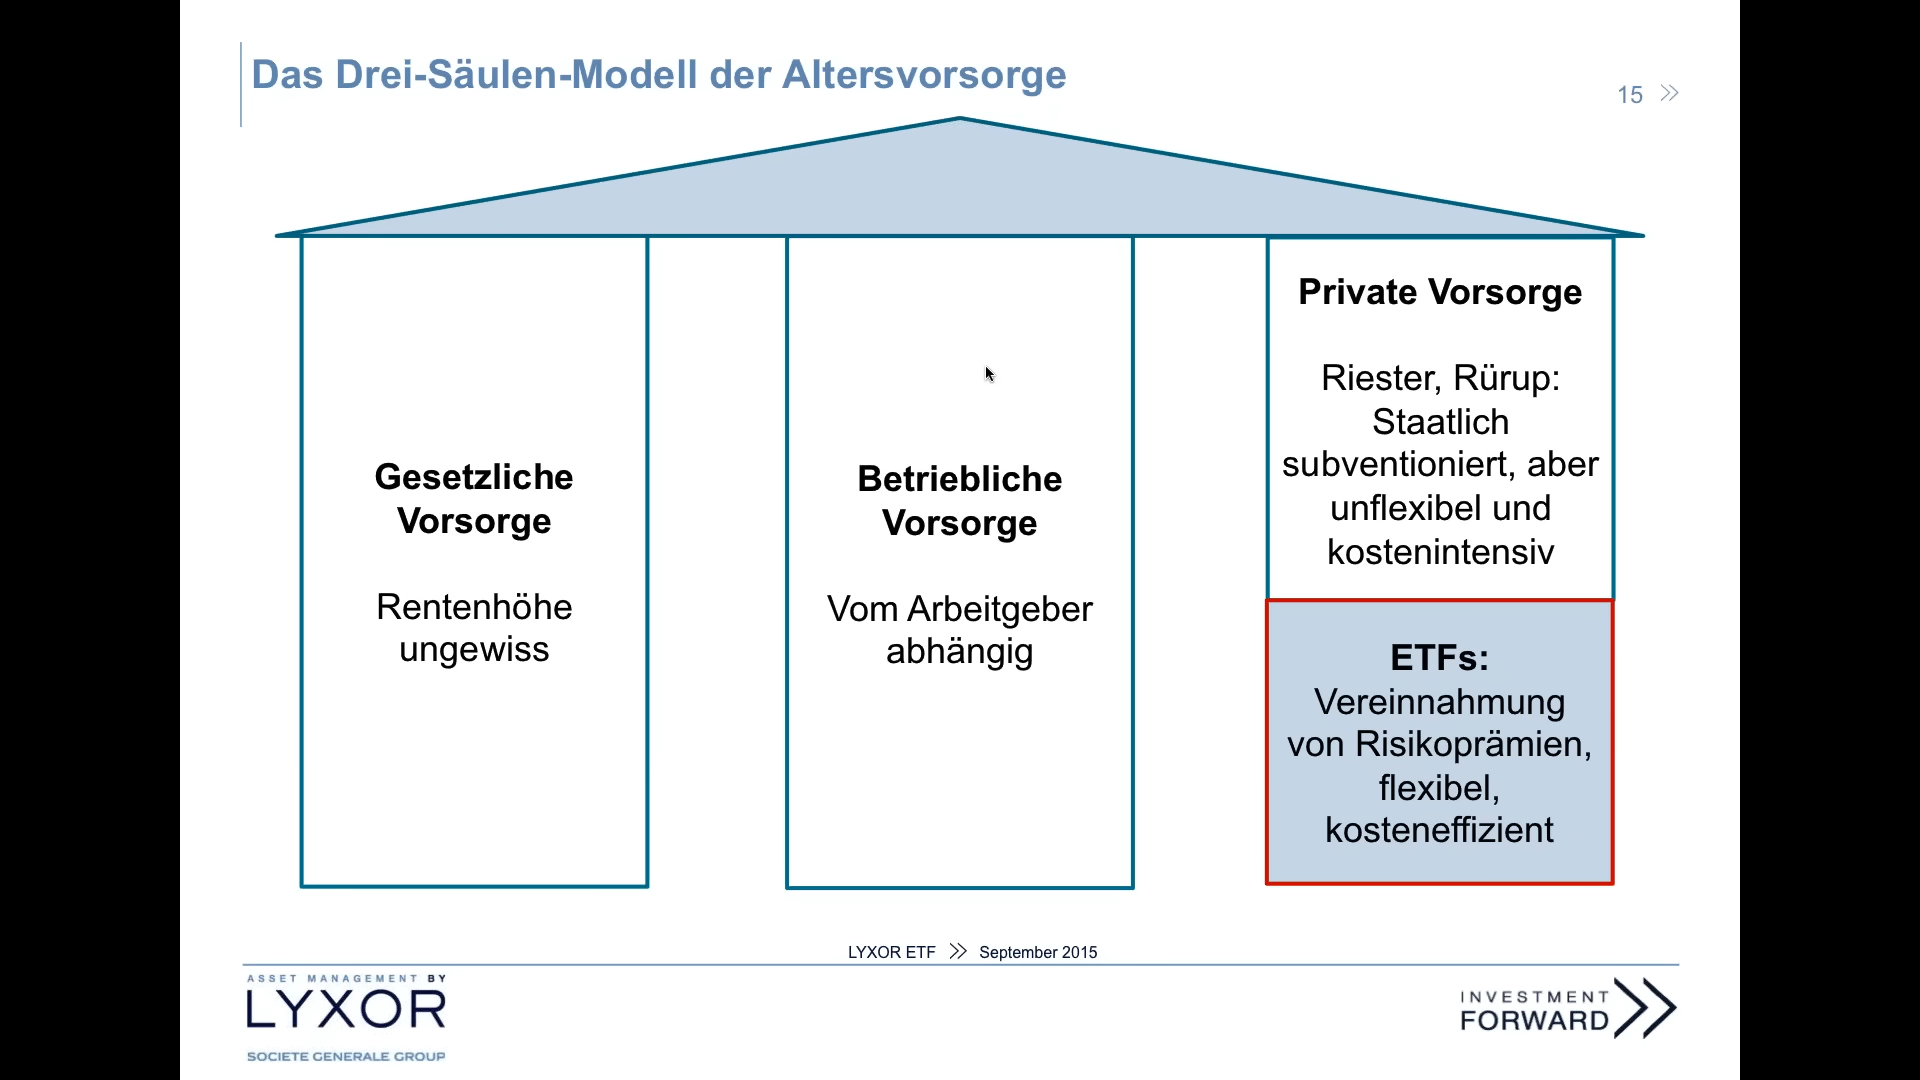 Das Drei-Säulen-Modell der Altersvorsorge
15
Gesetzliche
Vorsorge
Rentenhöhe
ungewiss
Betriebliche
Vorsorge
Vom Arbeitgeber
abhängig
Private Vorsorge
Riester, Rürup:
Staatlich
subventioniert, aber
unflexibel und
kostenintensiv
ETFs:
Vereinnahmung
von Risikoprämien,
flexibel,
kosteneffizient
LYXOR ETF » September 2015
ASSET MANAGEMENT BY
LYXOR
SOCIETE GENERALE GROUP
INVESTMENT
FORWARD